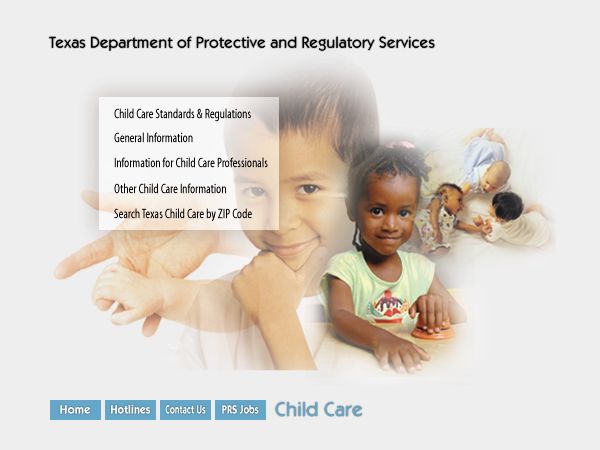 Texas Department of Protective and Regulatory Services
Child Care Standards & Regulations
General Information
Information for Child Care Professionals
Other Child Care Information
Search Texas Child Care by ZIP Code
Home
Hotlines
Contact Us
PRS Jobs
Child Care